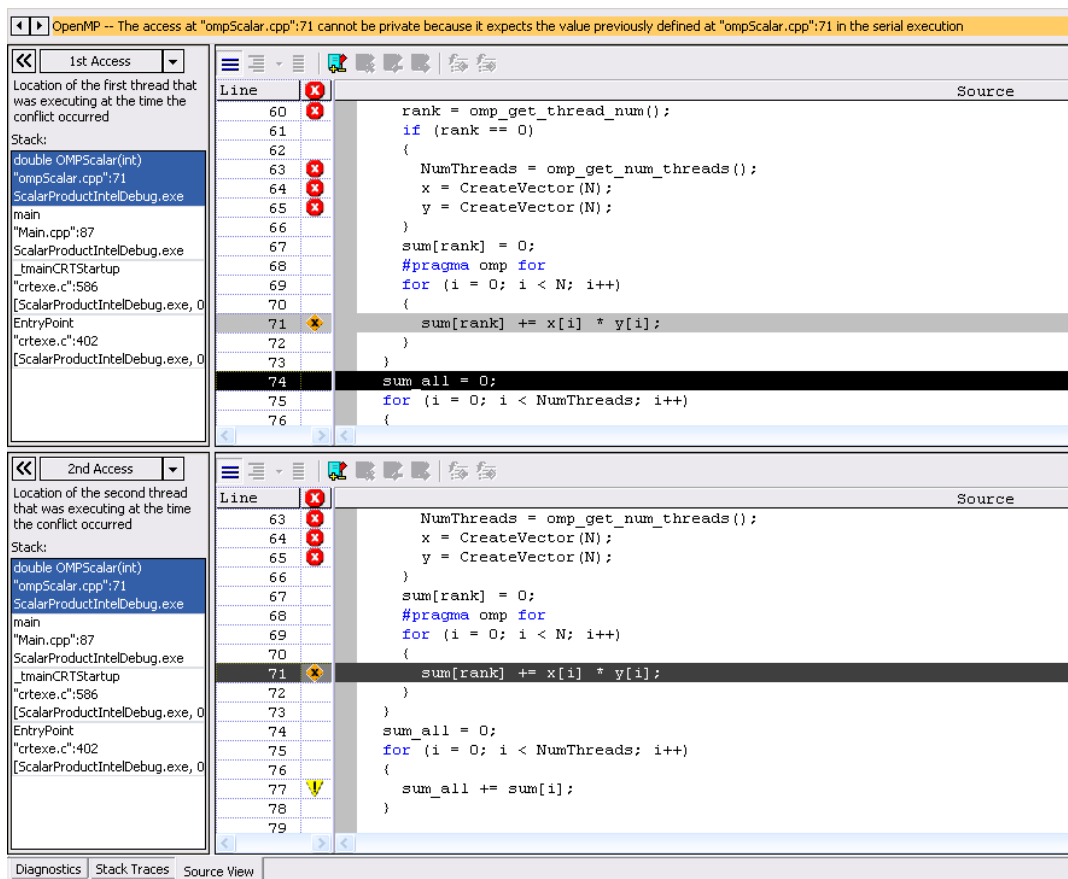 OpenMP -- The access at "ompScalar.cpp":71 cannot be private because it expects the value previously defined at "ompScalar.cpp":71 in the serial execution
1st Access
Location of the first thread that
was executing at the time the
conflict occurred
Stack:
double OMPScalar(int)
"ompScalar.cpp":71
ScalarProductIntelDebug.exe
main
"Main.cpp":87
ScalarProductIntelDebug.exe
_tmainCRTStartup
"crtexe.c":586
[ScalarProductIntelDebug.exe, 0
EntryPoint
"crtexe.c":402
[ScalarProductIntelDebug.exe, 0
Line Source
60 rank = omp_get_thread_num();
61 if (rank == 0)
62 {
63 NumThreads = omp_get_num_threads();
64 x = CreateVector(N);
65 y = CreateVector(N);
66 }
67 sum[rank] = 0;
68 #pragma omp for
69 for (i = 0; i < N; i++)
70 {
71 sum[rank] += x[i] * y[i];
72 }
73 }
74 sum_all = 0;
75 for (i = 0; i < NumThreads; i++)
76 {
2nd Access
Location of the second thread
that was executing at the time
the conflict occurred
Stack:
double OMPScalar(int)
"ompScalar.cpp":71
ScalarProductIntelDebug.exe
main
"Main.cpp":87
ScalarProductIntelDebug.exe
_tmainCRTStartup
"crtexe.c":586
[ScalarProductIntelDebug.exe, 0
EntryPoint
"crtexe.c":402
[ScalarProductIntelDebug.exe, 0
Line Source
63 NumThreads = omp_get_num_threads();
64 x = CreateVector(N);
65 y = CreateVector(N);
66 }
67 sum[rank] = 0;
68 #pragma omp for
69 for (i = 0; i < N; i++)
70 {
71 sum[rank] += x[i] * y[i];
72 }
73 }
74 sum_all = 0;
75 for (i = 0; i < NumThreads; i++)
76 {
77 sum_all += sum[i];
78 }
79
Diagnostics Stack Traces Source View